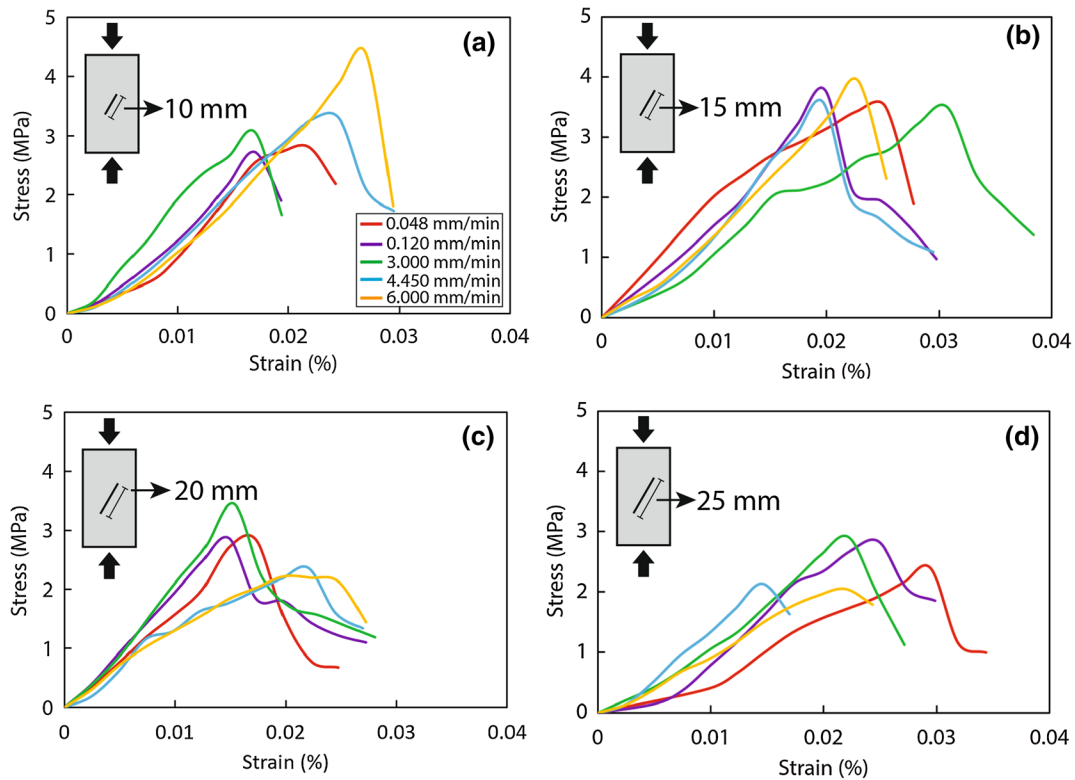 (a)
5
4
3
2
1
0
Stress (MPa)
10 mm
0.048 mm/min
0.120 mm/min
3.000 mm/min
4.450 mm/min
6.000 mm/min
0 0.01 0.02 0.03 0.04
Strain (%)
(b)
5
4
3
2
1
0
Stress (MPa)
15 mm
0 0.01 0.02 0.03 0.04
Strain (%)
(c)
5
4
3
2
1
0
Stress (MPa)
20 mm
0 0.01 0.02 0.03 0.04
Strain (%)
(d)
5
4
3
2
1
0
Stress (MPa)
25 mm
0 0.01 0.02 0.03 0.04
Strain (%)